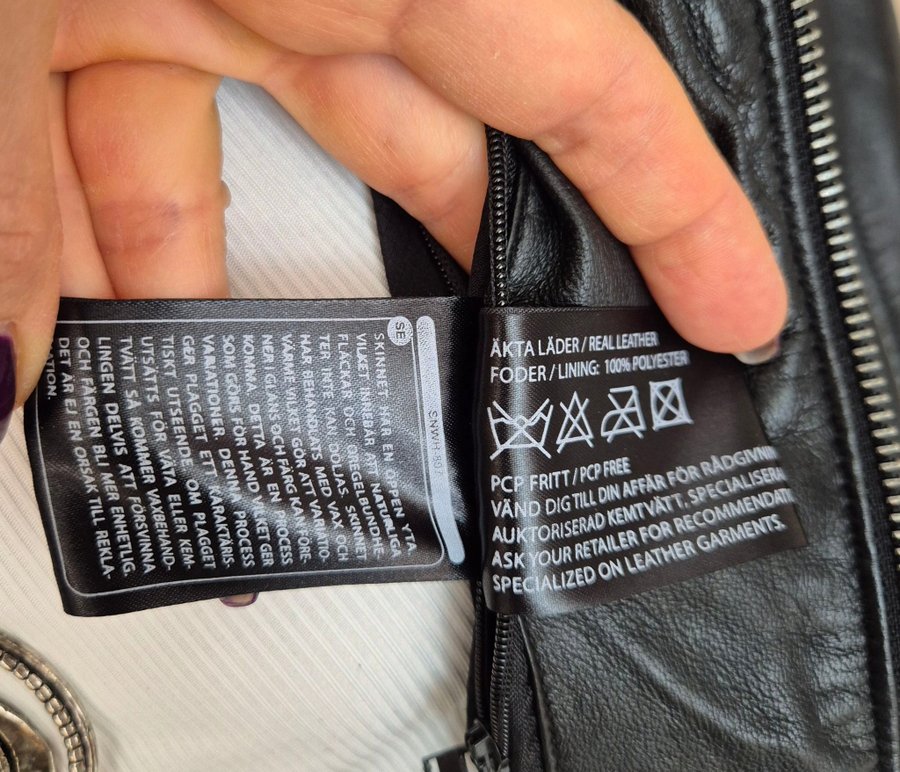 SE
SKINNET HAR EN ÖPPEN YTA
VILKET INNEBÄR ATT NATURLIGA
FLÄCKAR OCH OREGELBUNDHE-
TER INTE KAN DÖLJAS. SKINNET
HAR BEHANDLATS MED VAX OCH
VÄRME VILKET GÖR ATT VARIATIO-
NER I GLANS OCH FÄRG KAN FÖRE-
KOMMA. DETTA ÄR EN PROCESS
SOM GÖRS FÖR HAND VILKET GER
VARIATIONER. DENNA PROCESS
GER PLAGGET ETT KARAKTÄRIS-
TISKT UTSEENDE. OM PLAGGET
UTSÄTTS FÖR VÄTA ELLER KEM-
TVÄTT SÅ KOMMER VAXBEHAND-
LINGEN DELVIS ATT FÖRSVINNA
OCH FÄRGEN BLI MER ENHETLIG.
DET ÄR EJ EN ORSAK TILL REKLA-
MATION.
ÄKTA LÄDER / REAL LEATHER
FODER / LINING: 100% POLYESTER
PCP FRITT / PCP FREE
VÄND DIG TILL DIN AFFÄR FÖR RÅDGIVNIN
AUKTORISERAD KEMTVÄTT, SPECIALISERA
ASK YOUR RETAILER FOR RECOMMENDATI
SPECIALIZED ON LEATHER GARMENTS.